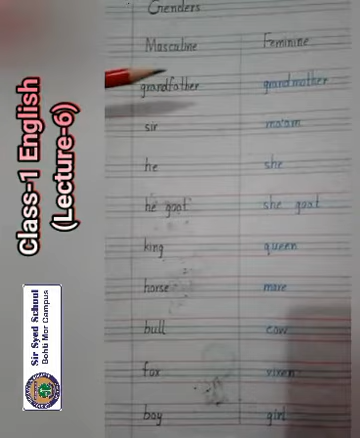 Genders
Masculine Feminine
grandfather grandmother
sir ma'am
he she
he goat she goat
king queen
horse mare
bull cow
fox vixen
boy girl
Class-1 English
(Lecture-6)
Sir Syed School
Bohti Mor Campus